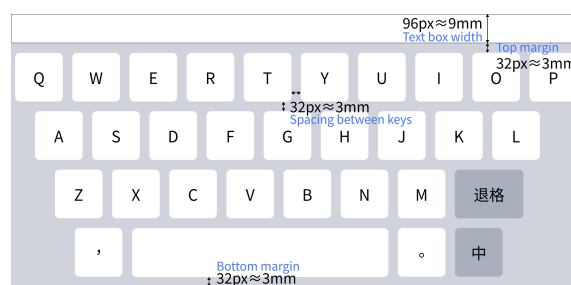 96px≈9mm
Text box width
Top margin
32px≈3mm
Q W E R T Y U I O P
32px≈3mm
Spacing between keys
A S D F G H J K L
Z X C V B N M 退格
， 。 中
Bottom margin
32px≈3mm